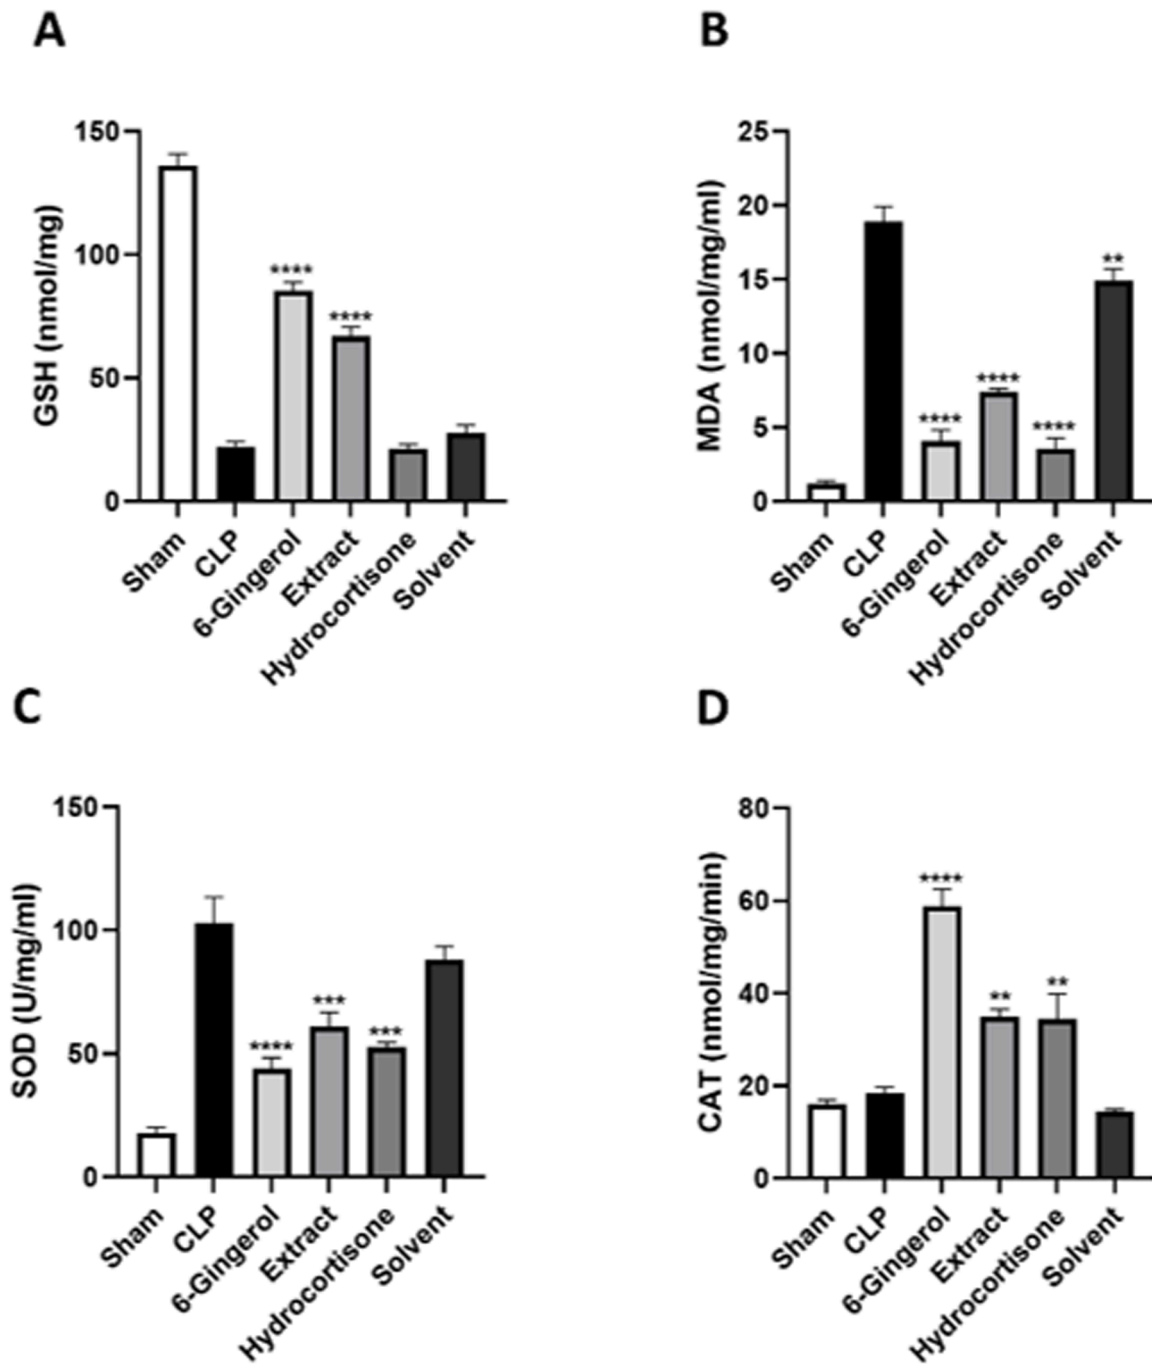 A
GSH (nmol/mg)
150
100
50
0
****
****
Sham
CLP
6-Gingerol
Extract
Hydrocortisone
Solvent
B
MDA (nmol/mg/ml)
25
20
15
10
5
0
****
****
****
**
Sham
CLP
6-Gingerol
Extract
Hydrocortisone
Solvent
C
SOD (U/mg/ml)
150
100
50
0
****
***
***
Sham
CLP
6-Gingerol
Extract
Hydrocortisone
Solvent
D
CAT (nmol/mg/min)
80
60
40
20
0
****
**
**
Sham
CLP
6-Gingerol
Extract
Hydrocortisone
Solvent